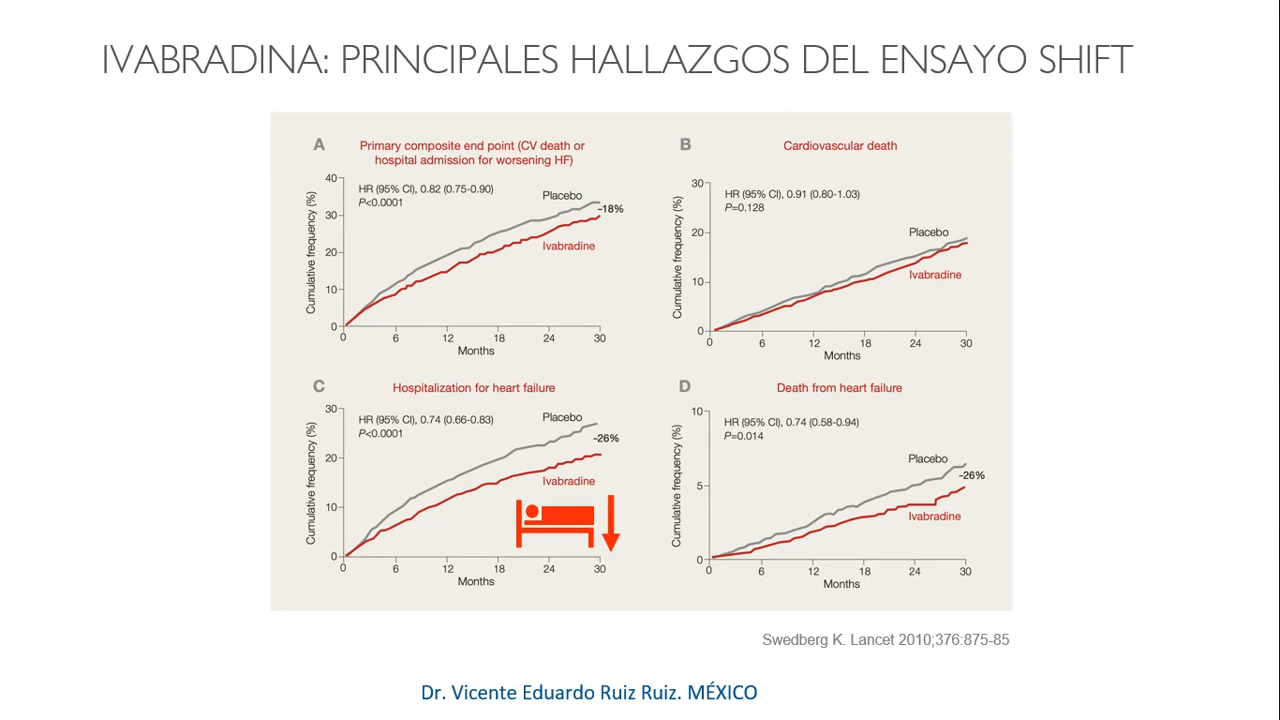 IVABRADINA: PRINCIPALES HALLAZGOS DEL ENSAYO SHIFT
A
Primary composite end point (CV death or
hospital admission for worsening HF)
Cumulative frequency (%)
40
30
20
10
0
HR (95% CI), 0.82 (0.75-0.90)
P<0.0001
Placebo
-18%
Ivabradine
0 6 12 18 24 30
Months
B
Cardiovascular death
Cumulative frequency (%)
30
20
10
0
HR (95% CI), 0.91 (0.80-1.03)
P=0.128
Placebo
Ivabradine
0 6 12 18 24 30
Months
C
Hospitalization for heart failure
Cumulative frequency (%)
30
20
10
0
HR (95% CI), 0.74 (0.66-0.83)
P<0.0001
Placebo
-26%
Ivabradine
0 6 12 18 24 30
Months
D
Death from heart failure
Cumulative frequency (%)
10
5
0
HR (95% CI), 0.74 (0.58-0.94)
P=0.014
Placebo
-26%
Ivabradine
0 6 12 18 24 30
Months
Swedberg K. Lancet 2010;376:875-85
Dr. Vicente Eduardo Ruiz Ruiz. MÉXICO